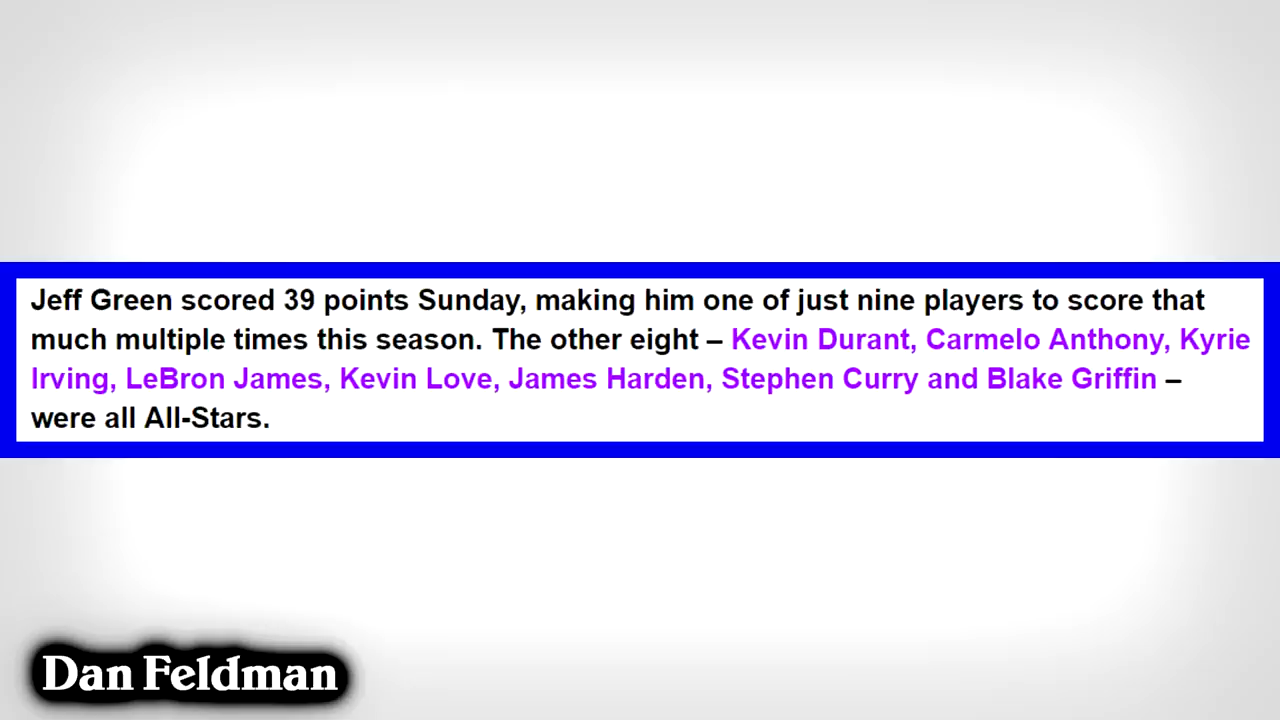 Jeff Green scored 39 points Sunday, making him one of just nine players to score that
much multiple times this season. The other eight – Kevin Durant, Carmelo Anthony, Kyrie
Irving, LeBron James, Kevin Love, James Harden, Stephen Curry and Blake Griffin –
were all All-Stars.
Dan Feldman